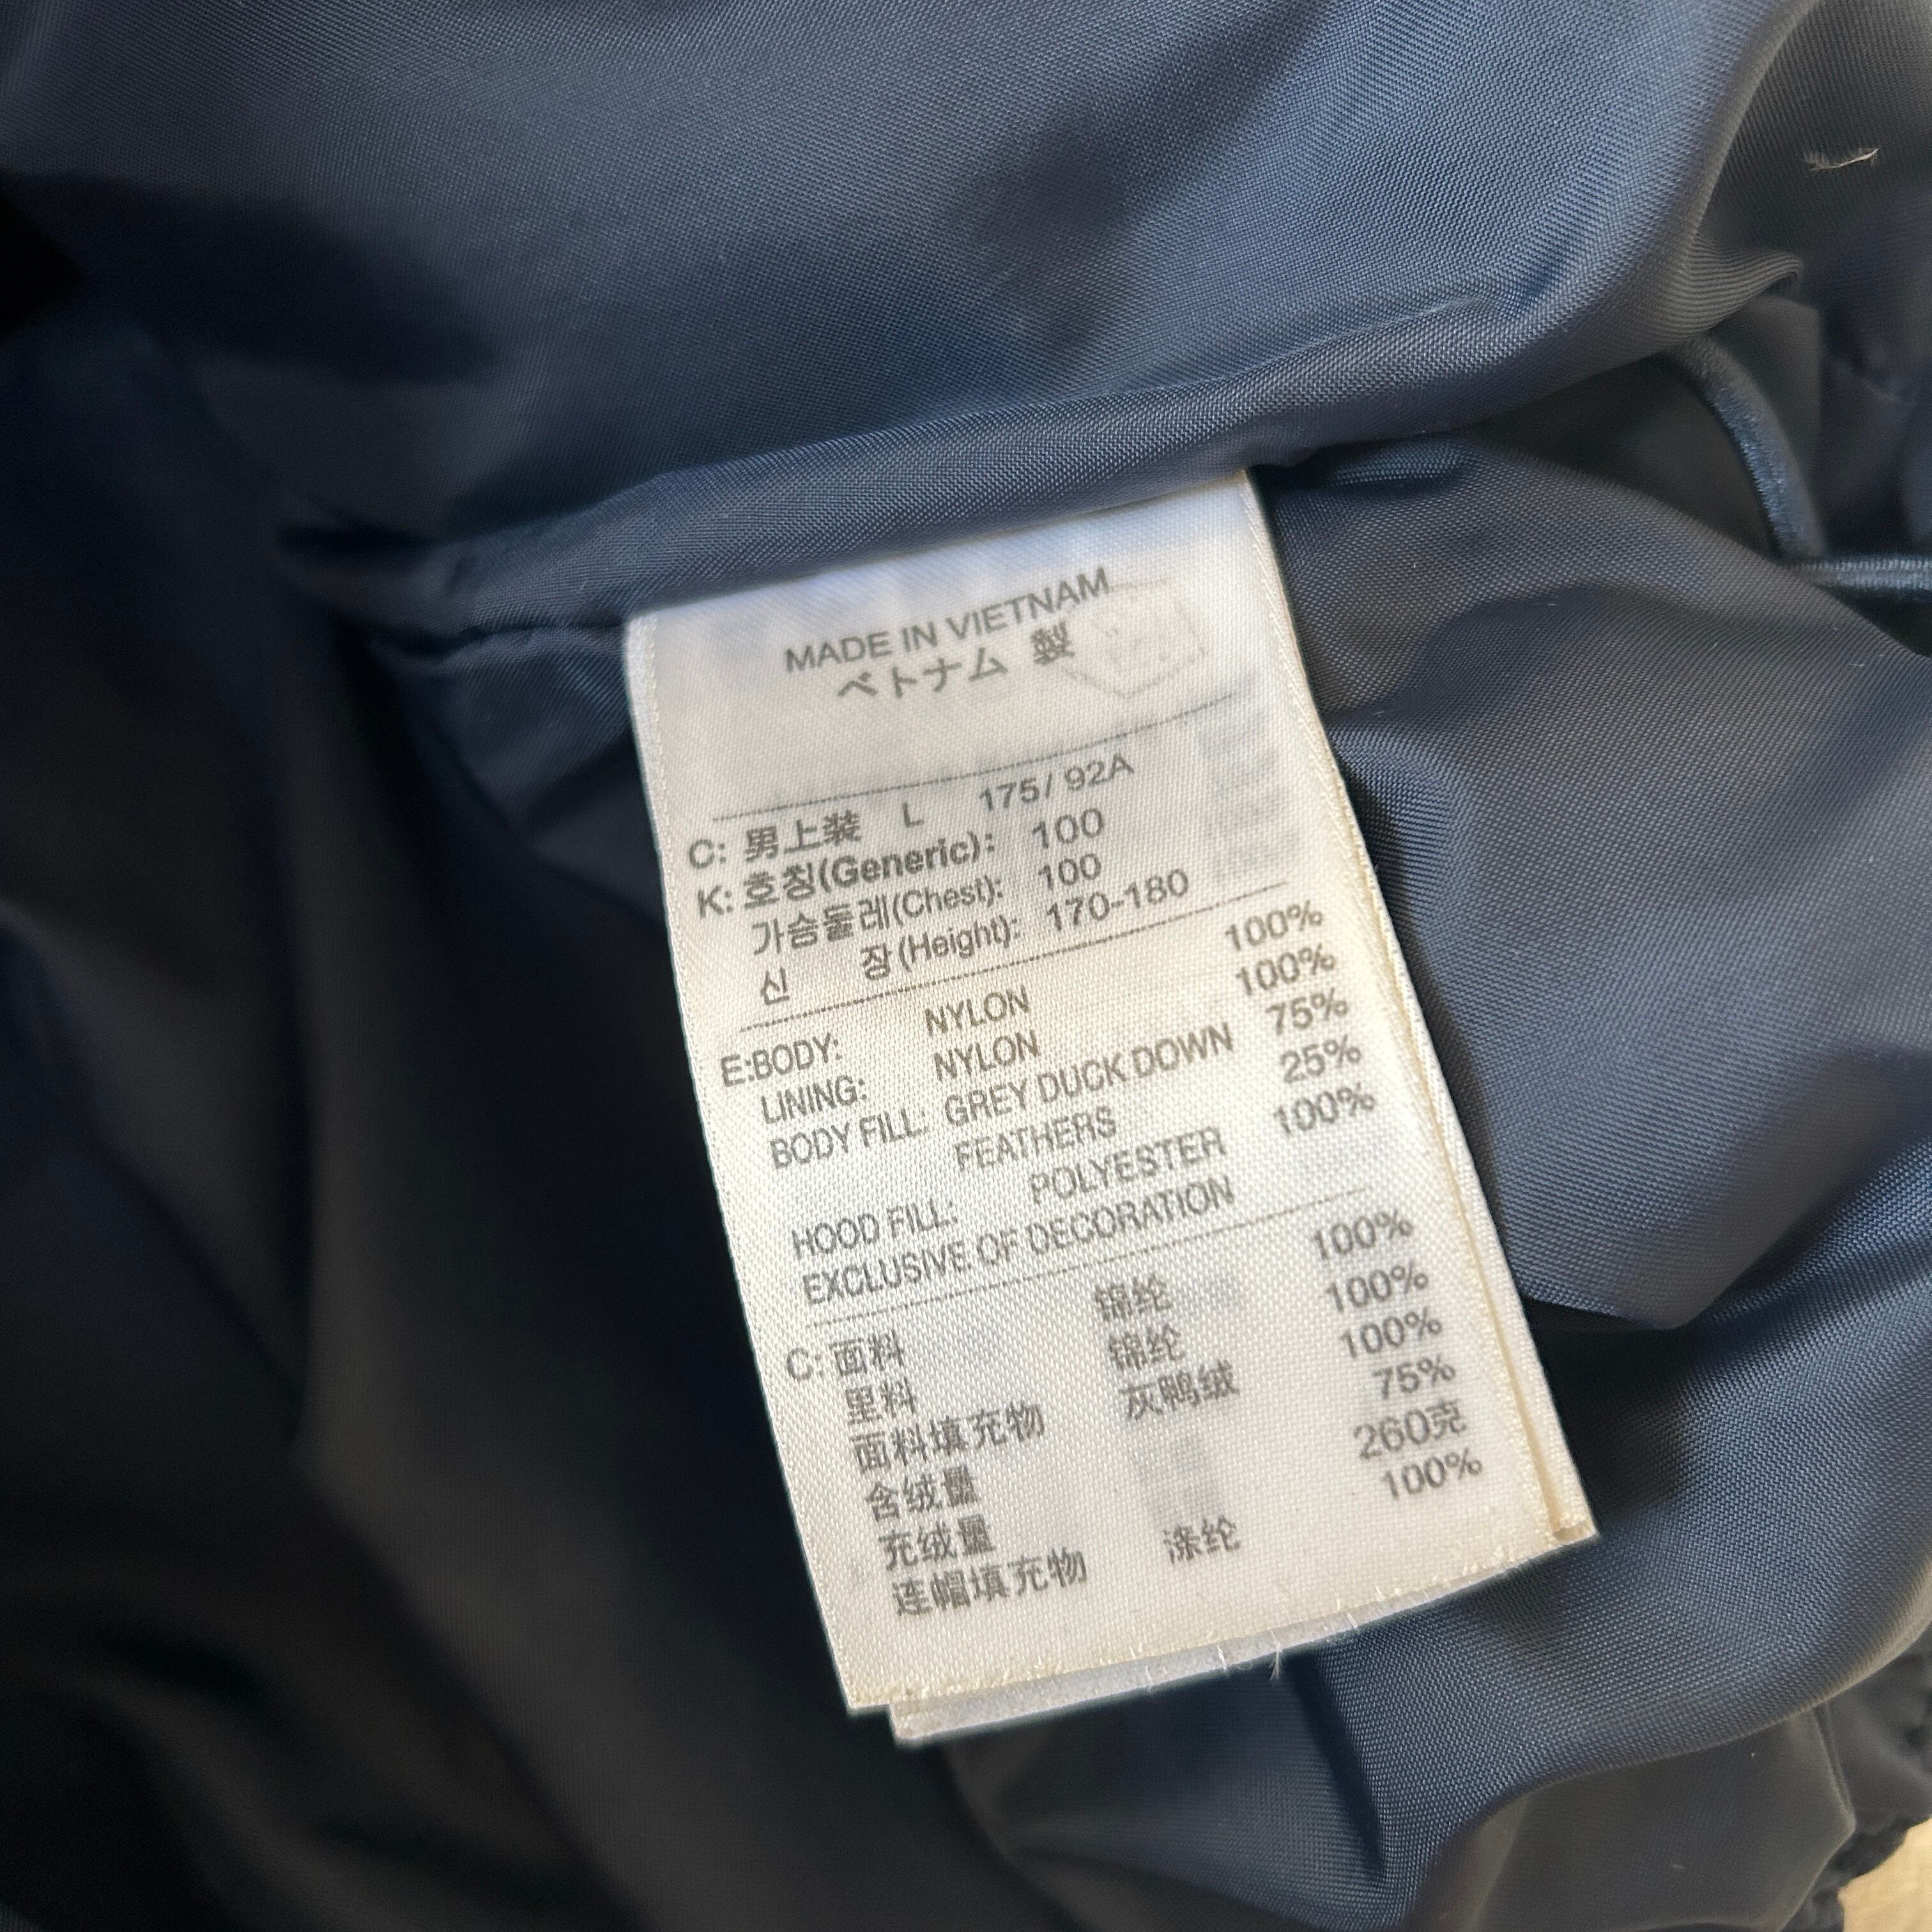 MADE IN VIETNAM
ベトナム 製
C: 男上装 L 175/92A
K: 호칭(Generic): 100
가슴둘레(Chest): 100
신 장(Height): 170-180
E:BODY: NYLON 100%
LINING: NYLON 100%
BODY FILL: GREY DUCK DOWN 75%
FEATHERS 25%
HOOD FILL: POLYESTER 100%
EXCLUSIVE OF DECORATION
C: 面料 锦纶 100%
里料 锦纶 100%
面料填充物 灰鸭绒 100%
含绒量 75%
充绒量 260克
连帽填充物 涤纶 100%